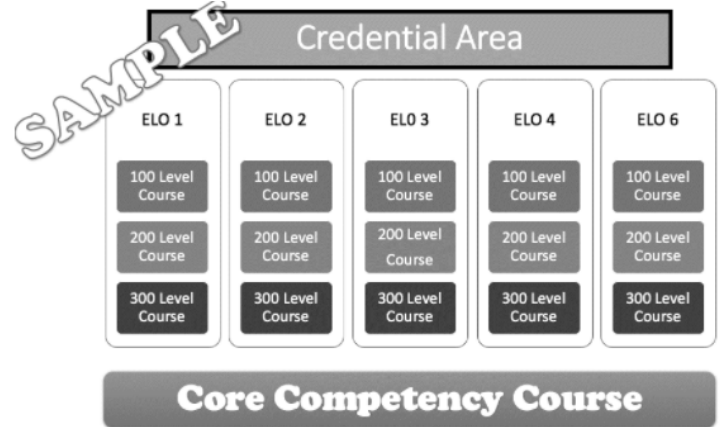 SAMPLE
Credential Area
ELO 1
100 Level
Course
200 Level
Course
300 Level
Course
ELO 2
100 Level
Course
200 Level
Course
300 Level
Course
EL0 3
100 Level
Course
200 Level
Course
300 Level
Course
ELO 4
100 Level
Course
200 Level
Course
300 Level
Course
ELO 6
100 Level
Course
200 Level
Course
300 Level
Course
Core Competency Course